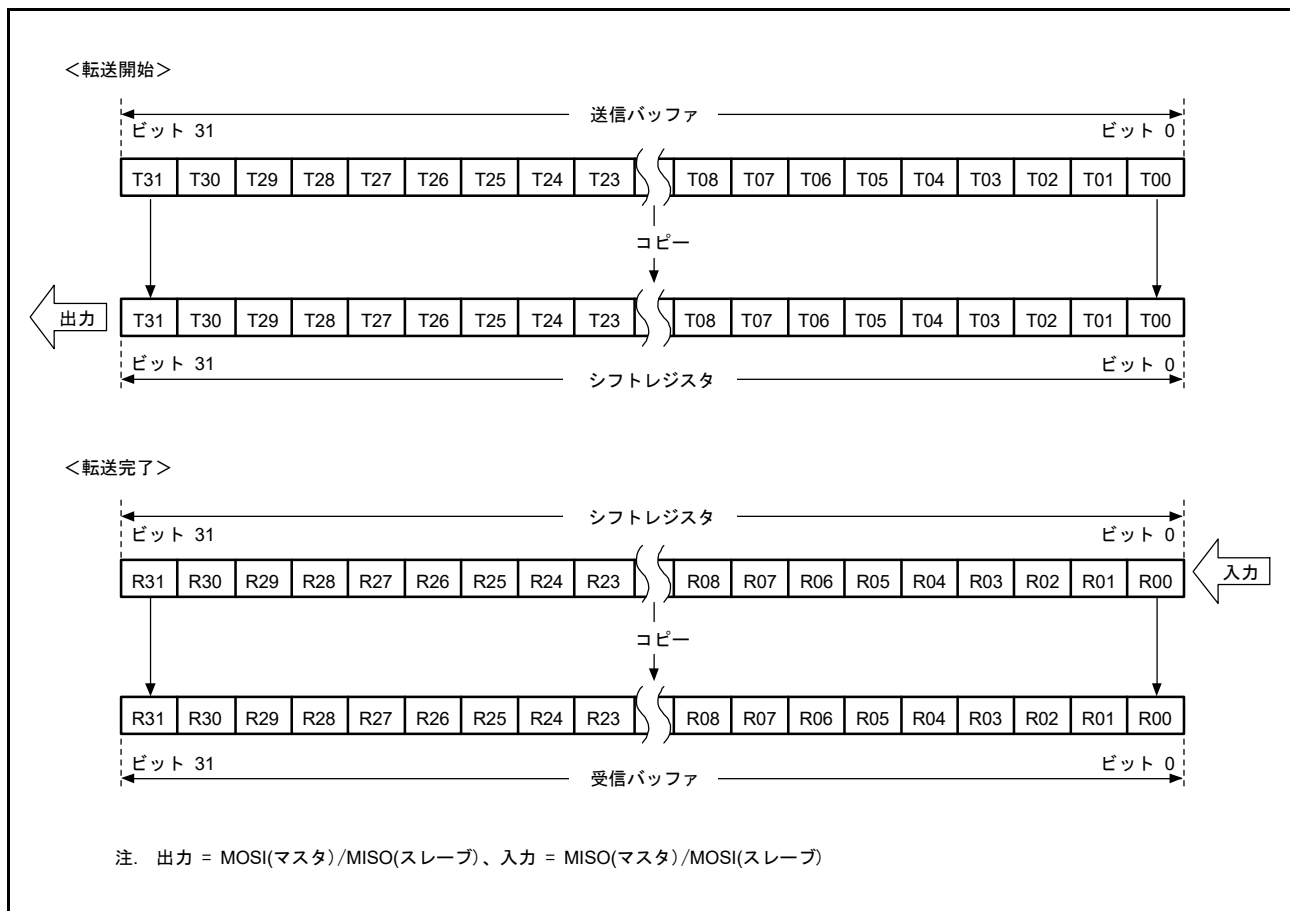 ＜転送開始＞
送信バッファ
ビット 31 ビット 0
T31 T30 T29 T28 T27 T26 T25 T24 T23 T08 T07 T06 T05 T04 T03 T02 T01 T00
コピー
出力 T31 T30 T29 T28 T27 T26 T25 T24 T23 T08 T07 T06 T05 T04 T03 T02 T01 T00
ビット 31 ビット 0
シフトレジスタ
＜転送完了＞
シフトレジスタ
ビット 31 ビット 0
R31 R30 R29 R28 R27 R26 R25 R24 R23 R08 R07 R06 R05 R04 R03 R02 R01 R00 入力
コピー
R31 R30 R29 R28 R27 R26 R25 R24 R23 R08 R07 R06 R05 R04 R03 R02 R01 R00
ビット 31 ビット 0
受信バッファ
注. 出力 = MOSI(マスタ)/MISO(スレーブ)、入力 = MISO(マスタ)/MOSI(スレーブ)